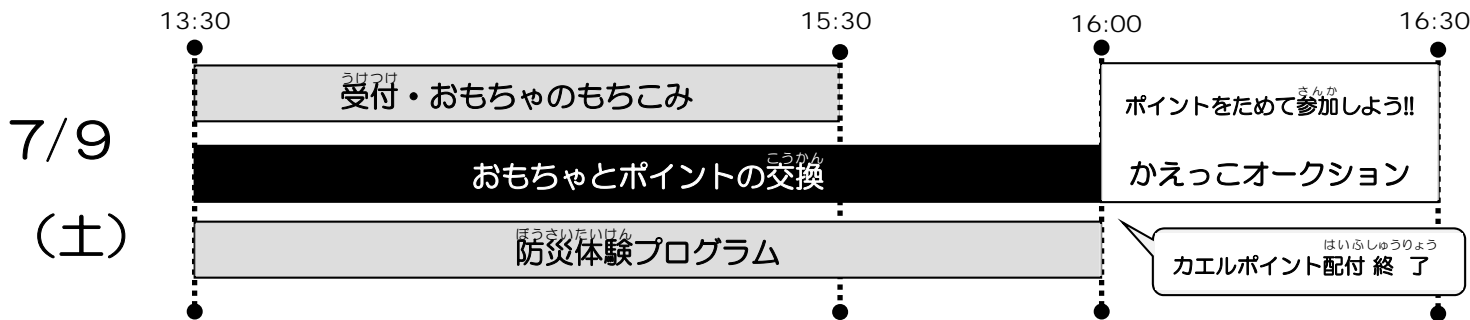 13:30
15:30
16:00
16:30
7/9
(土)
うけつけ
受付・おもちゃのもちこみ
こうかん
おもちゃとポイントの交換
ぼうさいたいけん
防災体験プログラム
さんか
ポイントをためて参加しよう!!
かえっこオークション
はいふしゅうりょう
カエルポイント配付 終 了